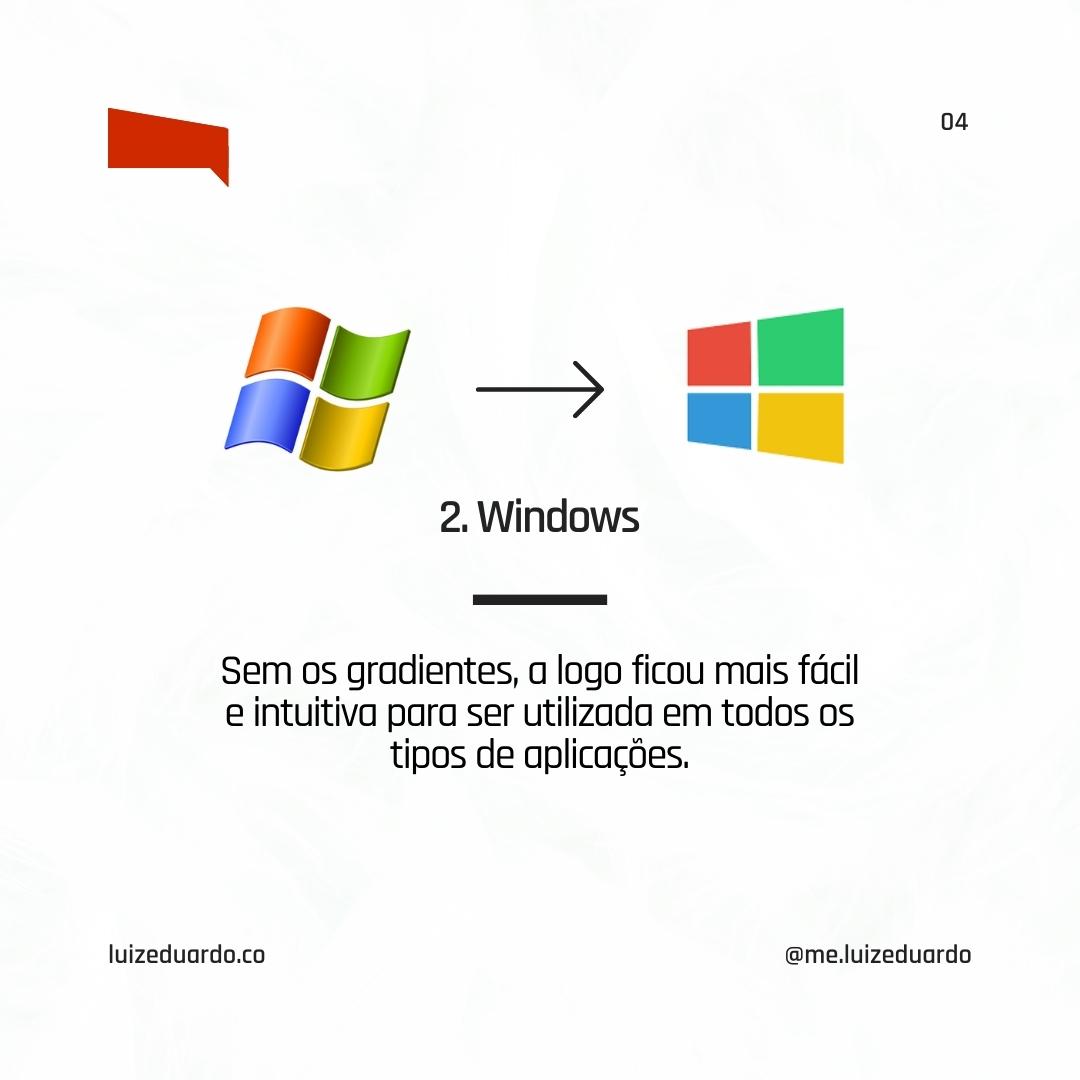 04
2. Windows
Sem os gradientes, a logo ficou mais fácil
e intuitiva para ser utilizada em todos os
tipos de aplicações.
luizeduardo.co
@me.luizeduardo